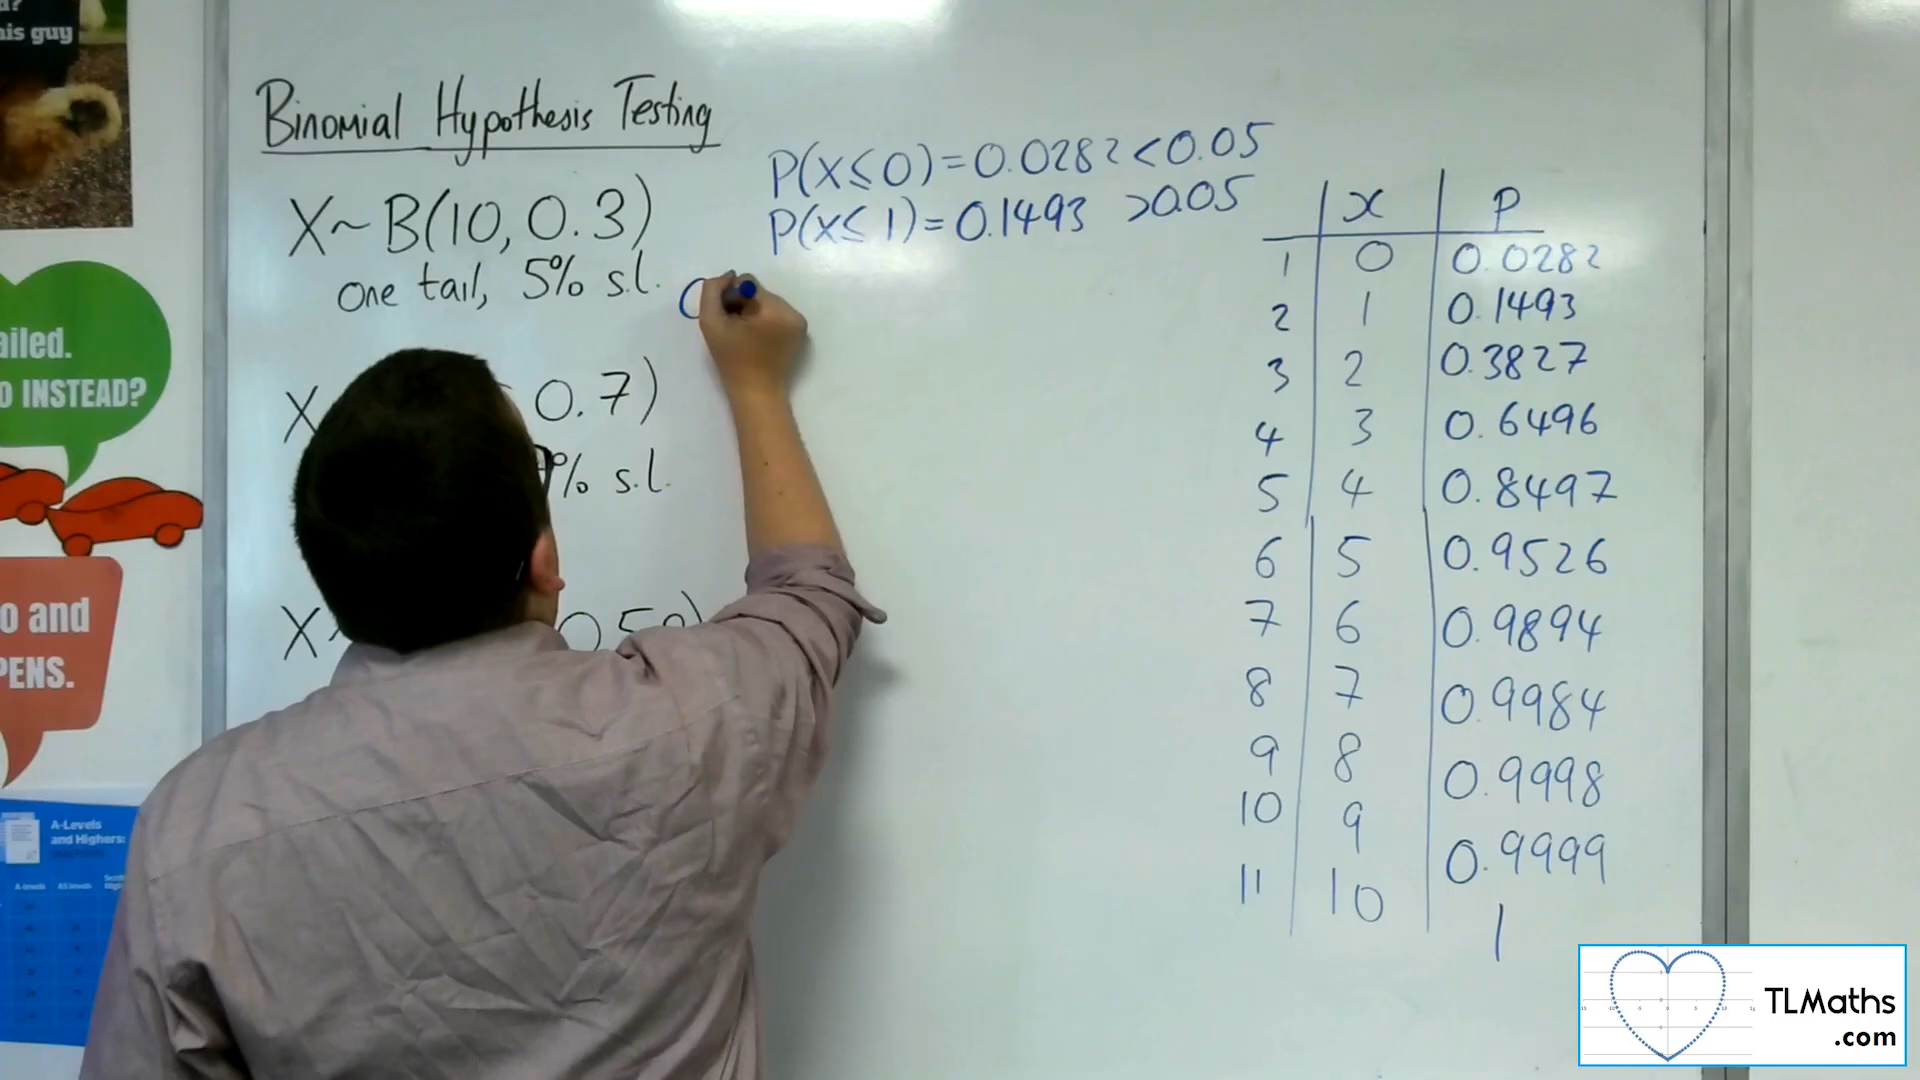 his guy
ailed.
O INSTEAD?
o and
PENS.
A-Levels
and Highers:
Binomial Hypothesis Testing
X~B(10, 0.3)
one tail, 5% s.l.
X 0.7)
% s.l.
X~ 0.50)
P(X≤0)=0.0282<0.05
P(X≤1)=0.1493 >0.05
x p
1 0 0.0282
2 1 0.1493
3 2 0.3827
4 3 0.6496
5 4 0.8497
6 5 0.9526
7 6 0.9894
8 7 0.9984
9 8 0.9998
10 9 0.9999
11 10 1
TLMaths
.com